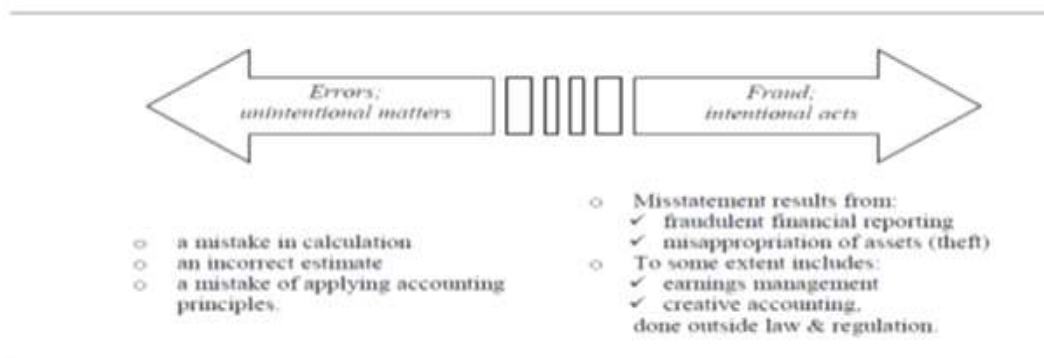 Errors;
unintentional matters
Fraud;
intentional acts
○ a mistake in calculation
○ an incorrect estimate
○ a mistake of applying accounting
principles.
○ Misstatement results from:
✓ fraudulent financial reporting
✓ misappropriation of assets (theft)
○ To some extent includes:
✓ earnings management
✓ creative accounting,
done outside law & regulation.